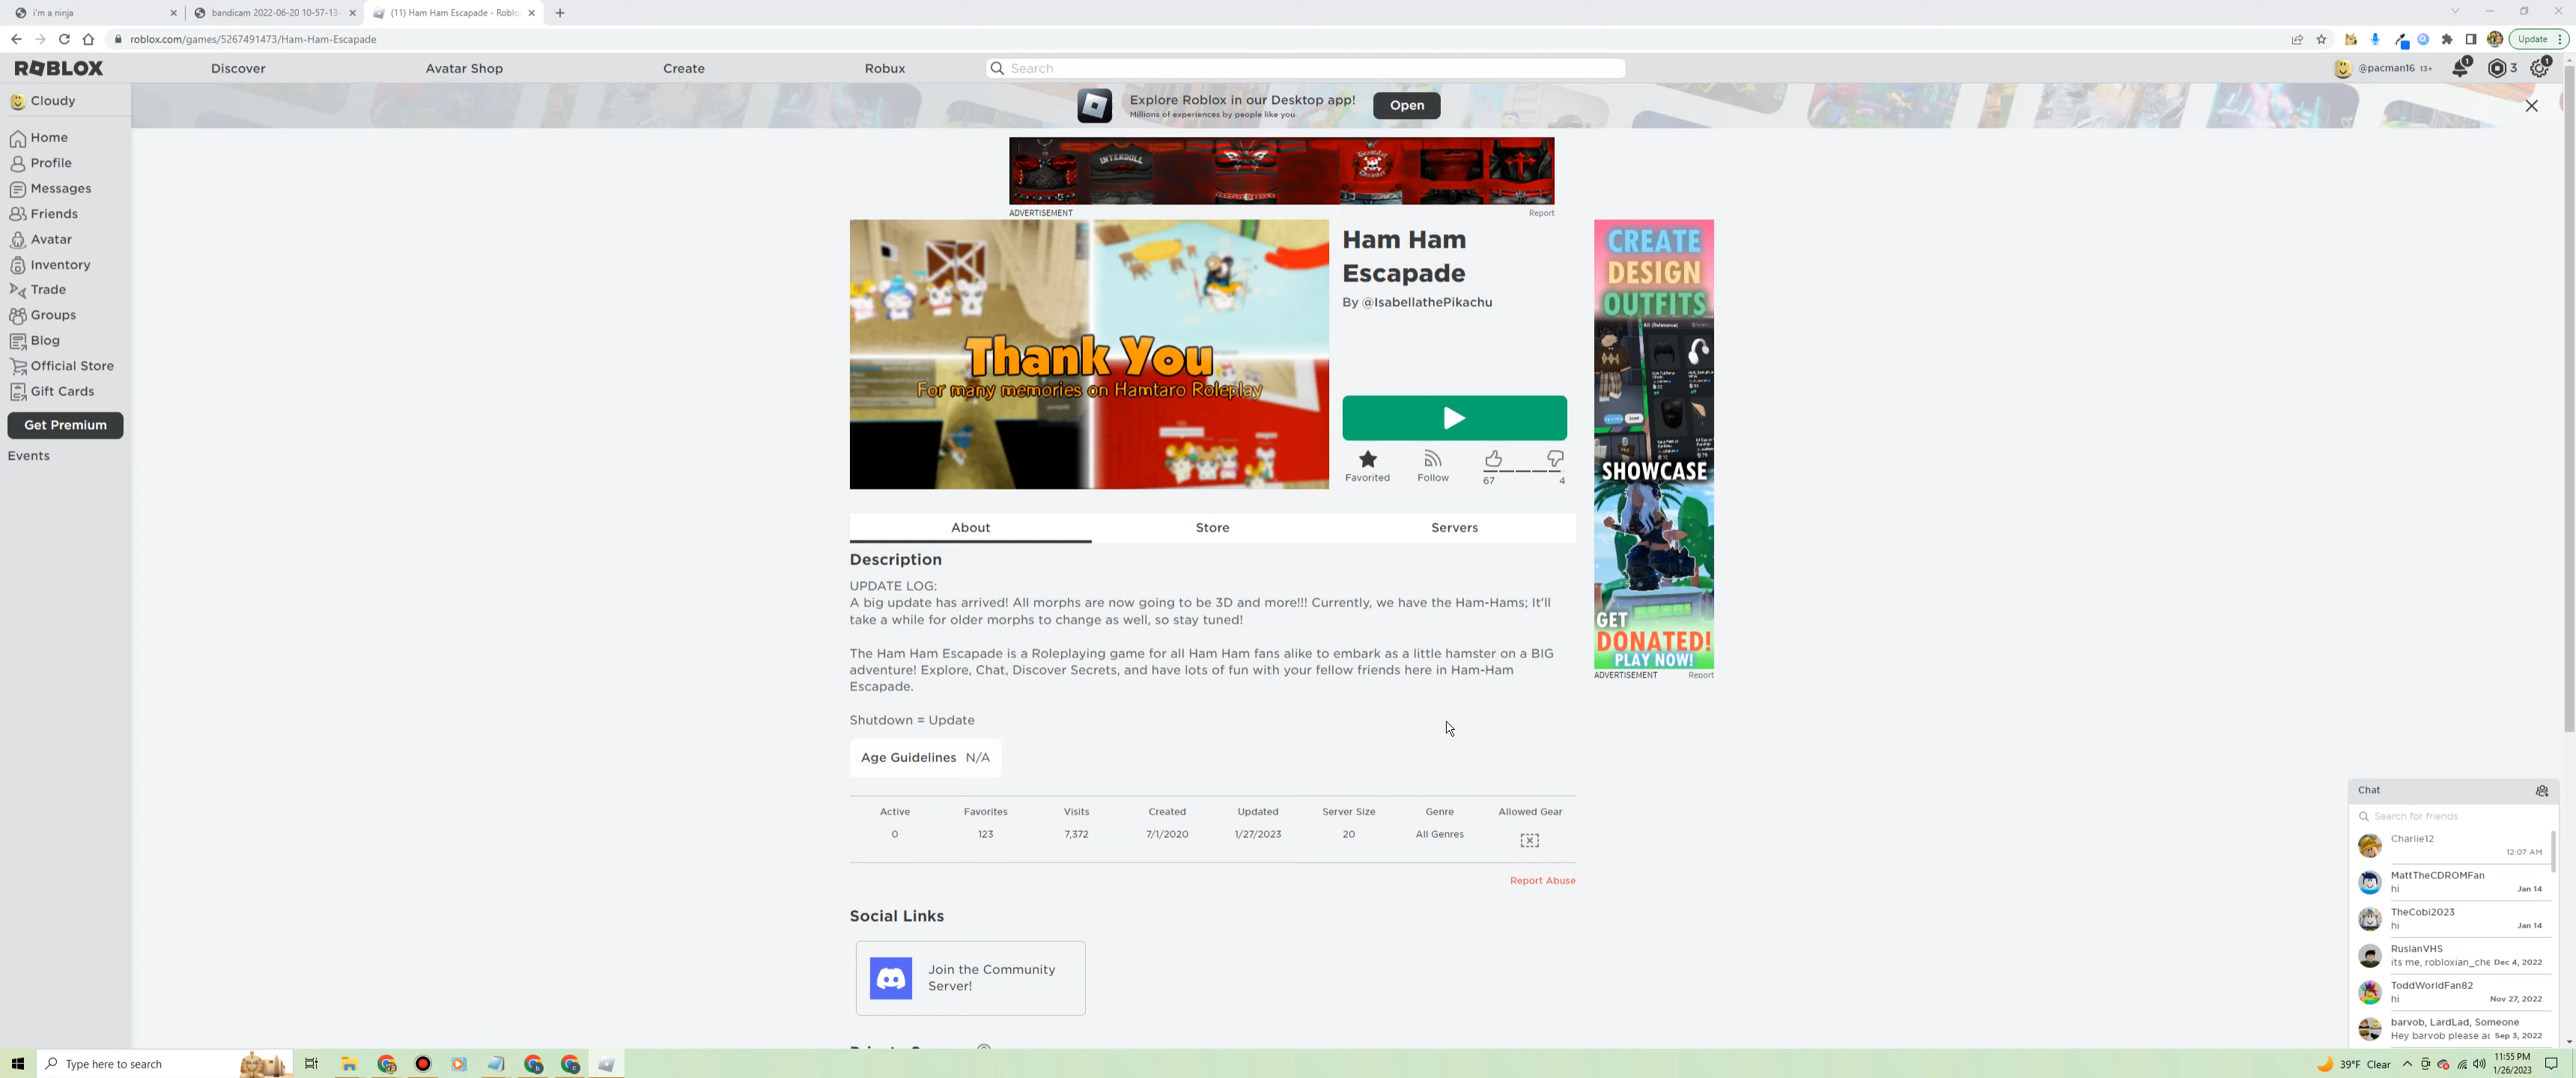 i'm a ninja
bandicam 2022-06-20 10-57-13-
(11) Ham Ham Escapade - Roblo
roblox.com/games/5267491473/Ham-Ham-Escapade
Update
ROBLOX
Discover
Avatar Shop
Create
Robux
Search
@pacman16 13+
1
3
1
Cloudy
Home
Profile
Messages
Friends
Avatar
Inventory
Trade
Groups
Blog
Official Store
Gift Cards
Get Premium
Events
Explore Roblox in our Desktop app!
Millions of experiences by people like you
Open
INTERDOLL
ADVERTISEMENT
Report
Thank You
For many memories on Hamtaro Roleplay
Ham Ham
Escapade
By @IsabellathePikachu
Favorited
Follow
67
4
CREATE
DESIGN
OUTFITS
SHOWCASE
GET
DONATED!
PLAY NOW!
ADVERTISEMENT
Report
About
Store
Servers
Description
UPDATE LOG:
A big update has arrived! All morphs are now going to be 3D and more!!! Currently, we have the Ham-Hams; It'll
take a while for older morphs to change as well, so stay tuned!
The Ham Ham Escapade is a Roleplaying game for all Ham Ham fans alike to embark as a little hamster on a BIG
adventure! Explore, Chat, Discover Secrets, and have lots of fun with your fellow friends here in Ham-Ham
Escapade.
Shutdown = Update
Age Guidelines N/A
Active Favorites Visits Created Updated Server Size Genre Allowed Gear
0 123 7,372 7/1/2020 1/27/2023 20 All Genres
Report Abuse
Social Links
Join the Community
Server!
Chat
Search for friends
Charlie12
12:07 AM
MattTheCDROMFan
hi Jan 14
TheCobi2023
hi Jan 14
RuslanVHS
its me, robloxian_che Dec 4, 2022
ToddWorldFan82
hi Nov 27, 2022
barvob, LardLad, Someone
Hey barvob please ac Sep 3, 2022
Type here to search
39°F Clear
11:55 PM
1/26/2023